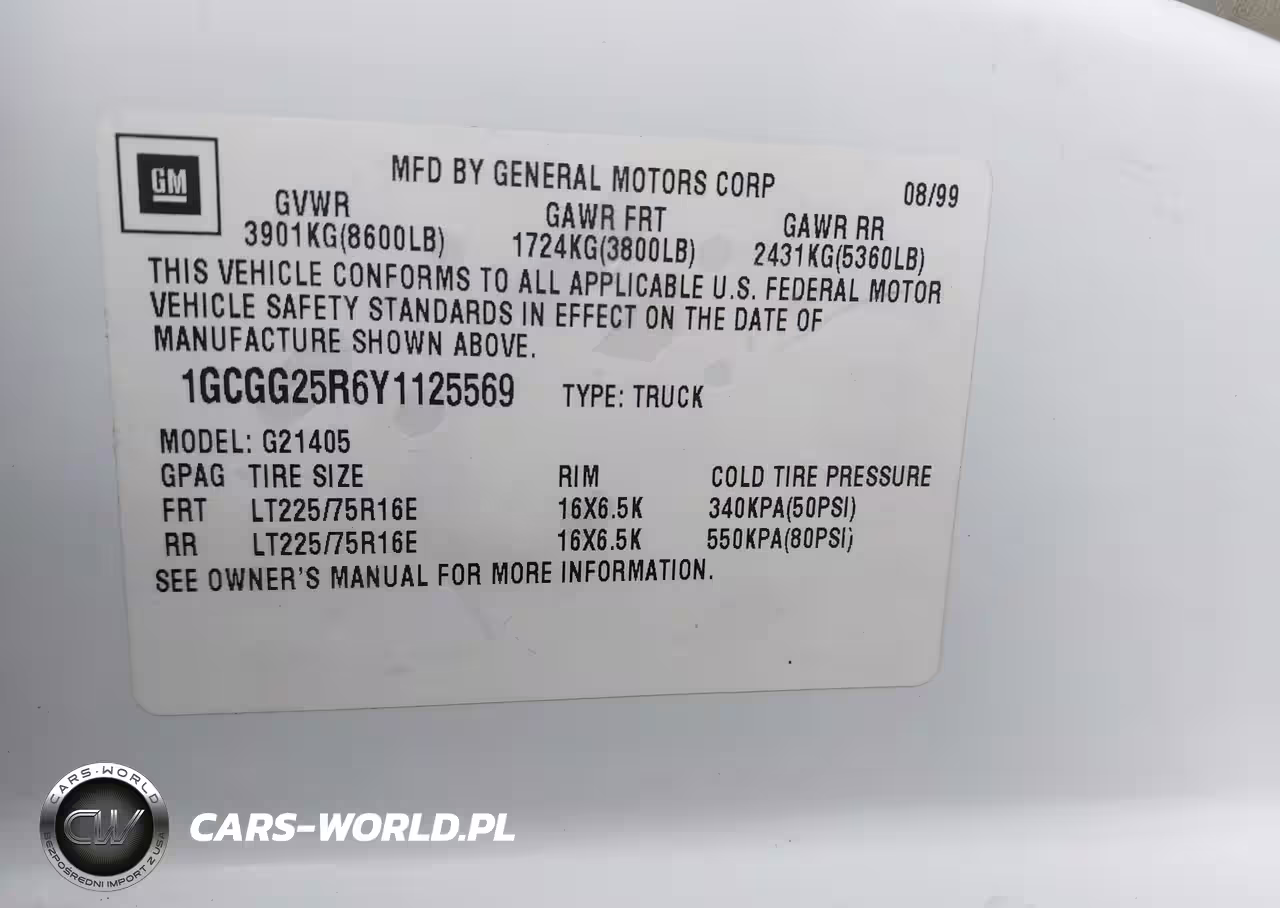 GM
MFD BY GENERAL MOTORS CORP 08/99
GVWR GAWR FRT GAWR RR
3901KG(8600LB) 1724KG(3800LB) 2431KG(5360LB)
THIS VEHICLE CONFORMS TO ALL APPLICABLE U.S. FEDERAL MOTOR
VEHICLE SAFETY STANDARDS IN EFFECT ON THE DATE OF
MANUFACTURE SHOWN ABOVE.
1GCGG25R6Y1125569 TYPE: TRUCK
MODEL: G21405
GPAG TIRE SIZE RIM COLD TIRE PRESSURE
FRT LT225/75R16E 16X6.5K 340KPA(50PSI)
RR LT225/75R16E 16X6.5K 550KPA(80PSI)
SEE OWNER'S MANUAL FOR MORE INFORMATION.
CARS-WORLD
CW
BEZPOŚREDNI IMPORT Z USA
CARS-WORLD.PL